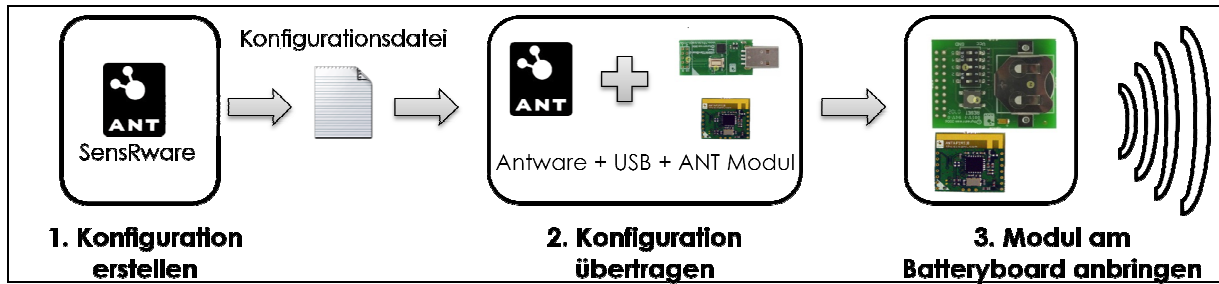 Konfigurationsdatei
ANT
SensRware
ANT
Antware + USB + ANT Modul
1. Konfiguration
erstellen
2. Konfiguration
übertragen
3. Modul am
Batteryboard anbringen